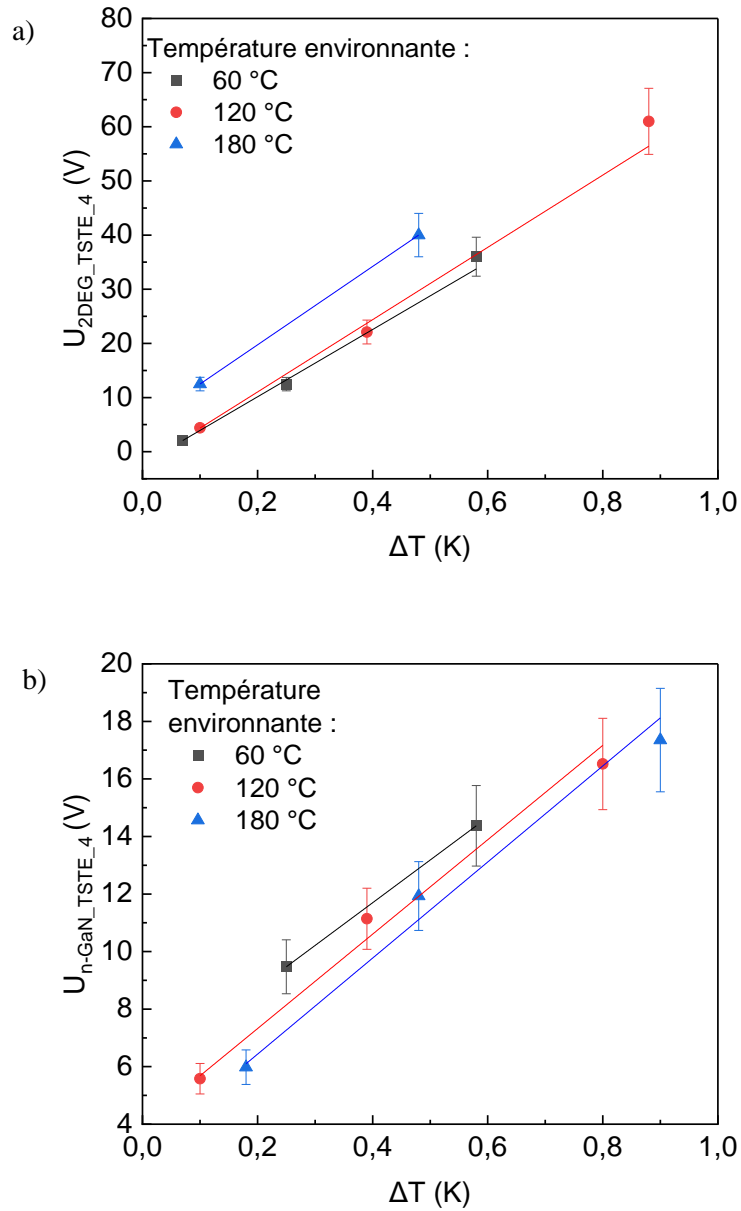 a)
80
70
60
50
40
30
20
10
0
U2DEG_TSTE_4 (V)
Température environnante :
60 °C
120 °C
180 °C
0,0 0,2 0,4 0,6 0,8 1,0
ΔT (K)
b)
20
18
16
14
12
10
8
6
4
Un-GaN_TSTE_4 (V)
Température
environnante :
60 °C
120 °C
180 °C
0,0 0,2 0,4 0,6 0,8 1,0
ΔT (K)